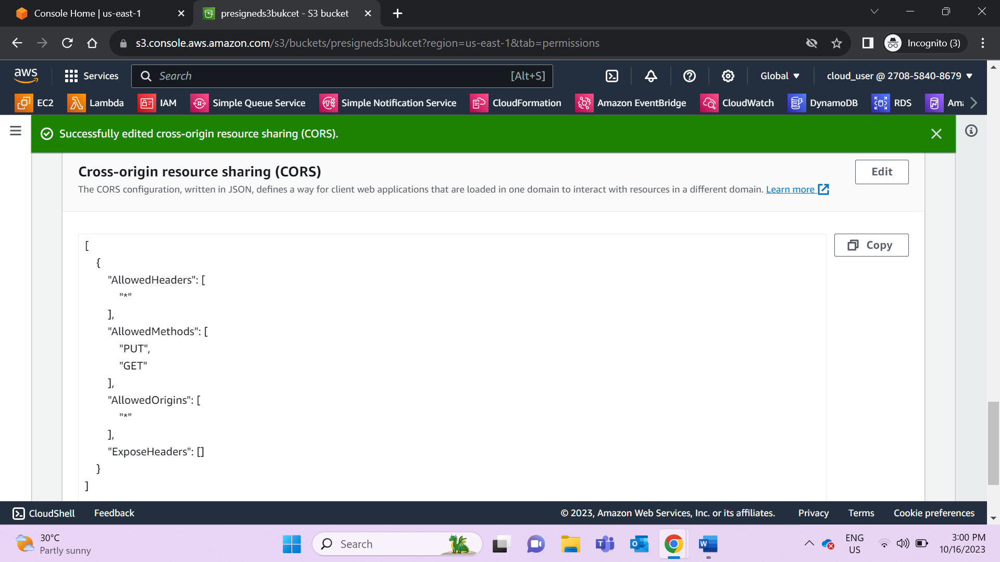 Console Home | us-east-1
presigneds3bukcet - S3 bucket
s3.console.aws.amazon.com/s3/buckets/presigneds3bukcet?region=us-east-1&tab=permissions
Incognito (3)
aws
Services
Search
[Alt+S]
Global
cloud_user @ 2708-5840-8679
EC2
Lambda
IAM
Simple Queue Service
Simple Notification Service
CloudFormation
Amazon EventBridge
CloudWatch
DynamoDB
RDS
Successfully edited cross-origin resource sharing (CORS).
Cross-origin resource sharing (CORS)
Edit
The CORS configuration, written in JSON, defines a way for client web applications that are loaded in one domain to interact with resources in a different domain. Learn more
Copy
[
{
"AllowedHeaders": [
"*"
],
"AllowedMethods": [
"PUT",
"GET"
],
"AllowedOrigins": [
"*"
],
"ExposeHeaders": []
}
]
CloudShell
Feedback
© 2023, Amazon Web Services, Inc. or its affiliates.
Privacy
Terms
Cookie preferences
30°C
Partly sunny
Search
ENG
US
3:00 PM
10/16/2023